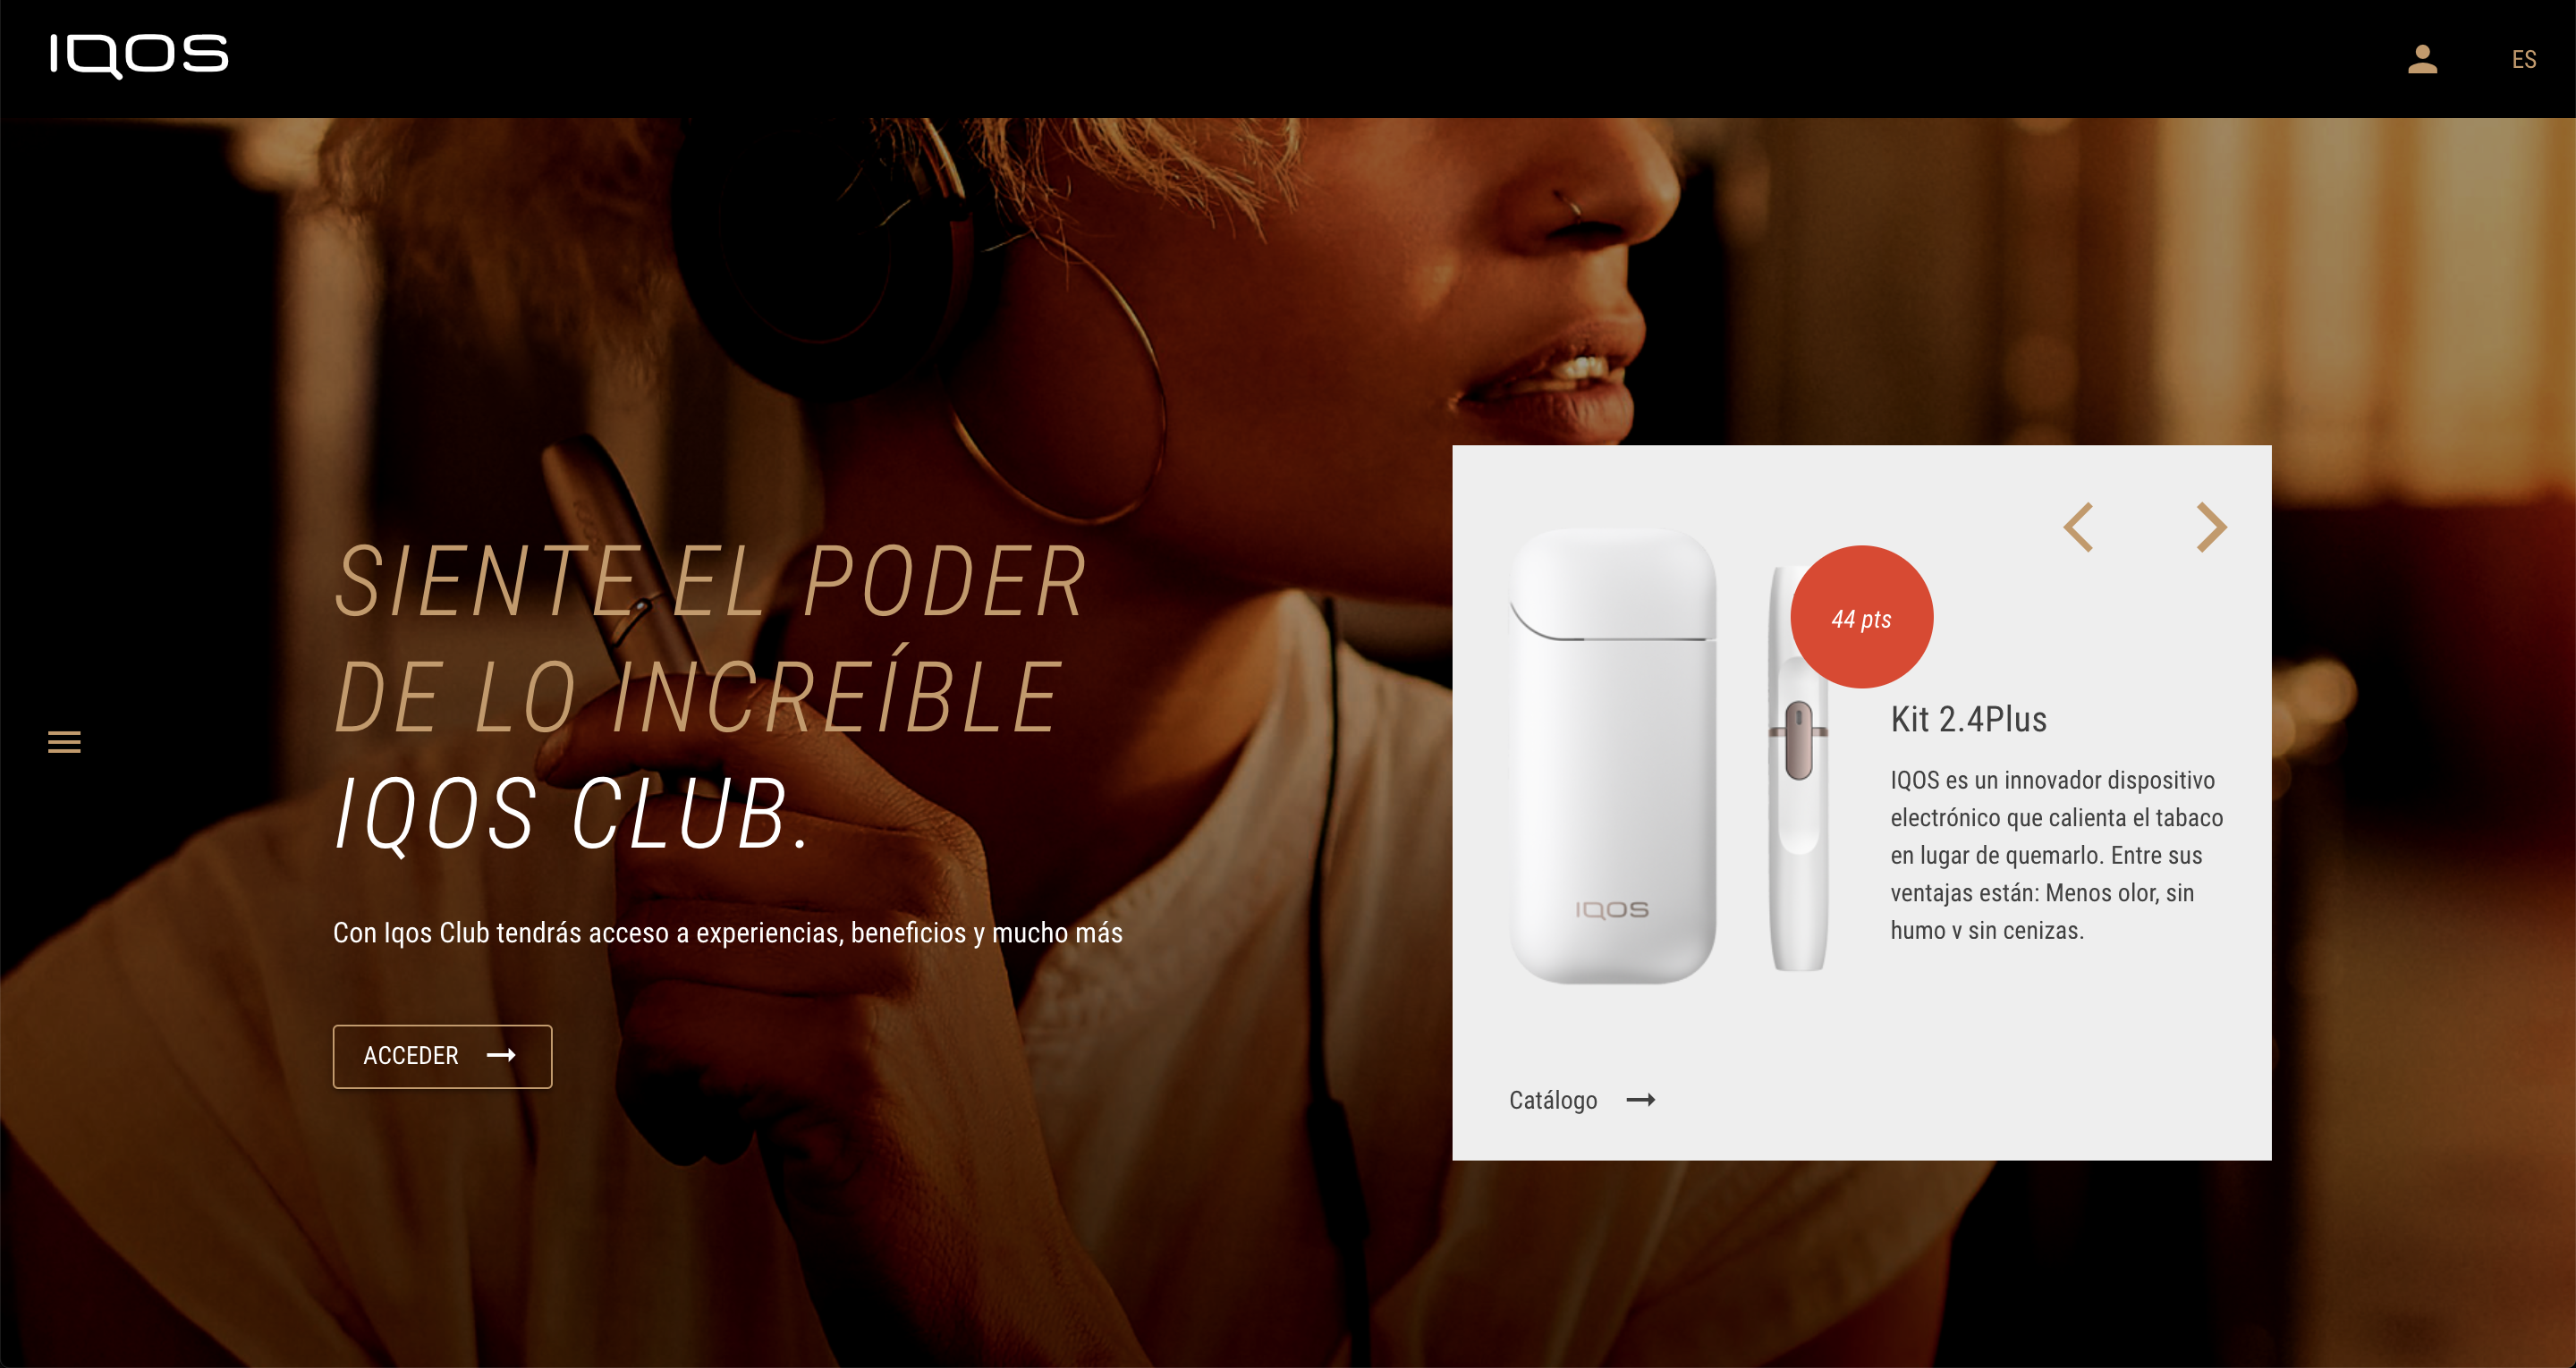 IQOS
ES
SIENTE EL PODER
DE LO INCREÍBLE
IQOS CLUB.
Con Iqos Club tendrás acceso a experiencias, beneficios y mucho más
ACCEDER
44 pts
Kit 2.4Plus
IQOS es un innovador dispositivo
electrónico que calienta el tabaco
en lugar de quemarlo. Entre sus
ventajas están: Menos olor, sin
humo y sin cenizas.
IQOS
Catálogo